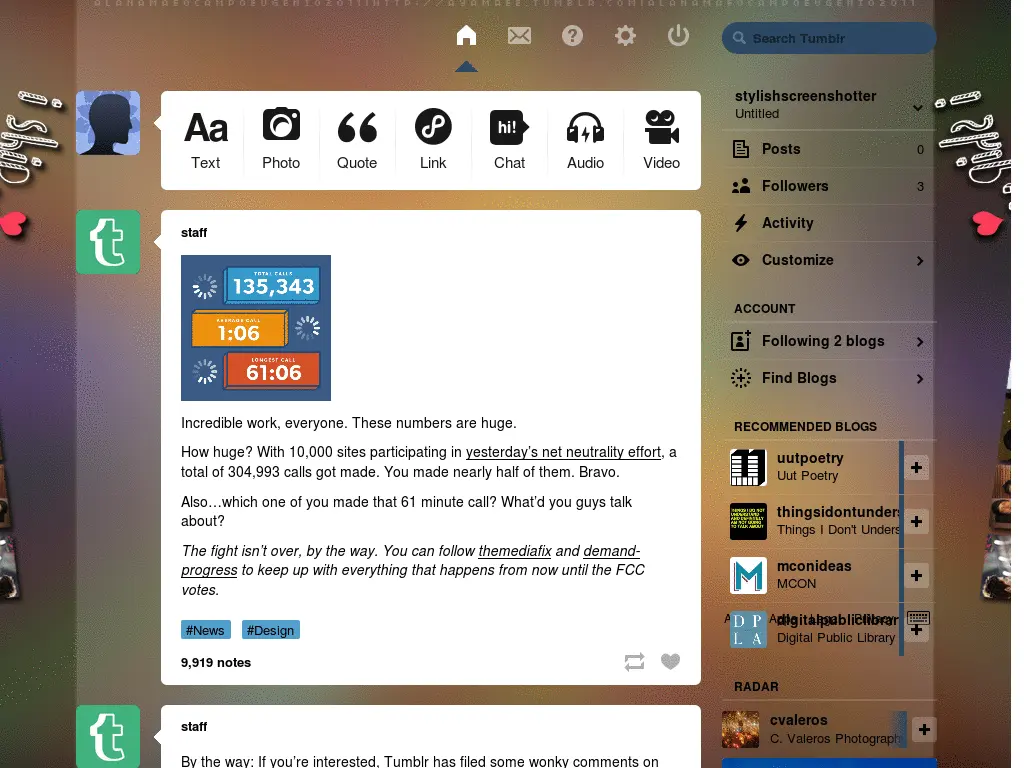 Search Tumblr
stylishscreenshotter
Untitled
Aa
hi!
Text
Photo
Quote
Link
Chat
Audio
Video
Posts
0
Followers
3
Activity
Customize
ACCOUNT
Following 2 blogs
Find Blogs
RECOMMENDED BLOGS
uutpoetry
Uut Poetry
thingsidontunders
Things I Don't Unders
mconideas
MCON
digitalpubliclibrar
Digital Public Library
DP
LA
RADAR
cvaleros
C. Valeros Photograph
t
staff
TOTAL CALLS
135,343
AVERAGE CALL
1:06
LONGEST CALL
61:06
Incredible work, everyone. These numbers are huge.
How huge? With 10,000 sites participating in yesterday's net neutrality effort, a
total of 304,993 calls got made. You made nearly half of them. Bravo.
Also…which one of you made that 61 minute call? What'd you guys talk
about?
The fight isn't over, by the way. You can follow themediafix and demand-
progress to keep up with everything that happens from now until the FCC
votes.
#News
#Design
9,919 notes
t
staff
By the way: If you're interested, Tumblr has filed some wonky comments on